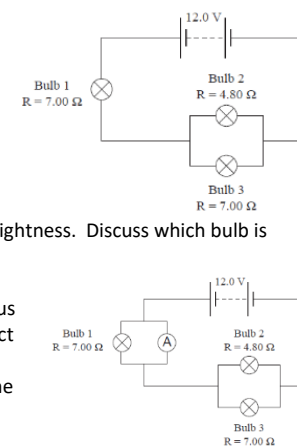 12.0 V
Bulb 1
R = 7.00 Ω
Bulb 2
R = 4.80 Ω
Bulb 3
R = 7.00 Ω
ightness. Discuss which bulb is
us
ct
ne
12.0 V
Bulb 1
R = 7.00 Ω
A
Bulb 2
R = 4.80 Ω
Bulb 3
R = 7.00 Ω